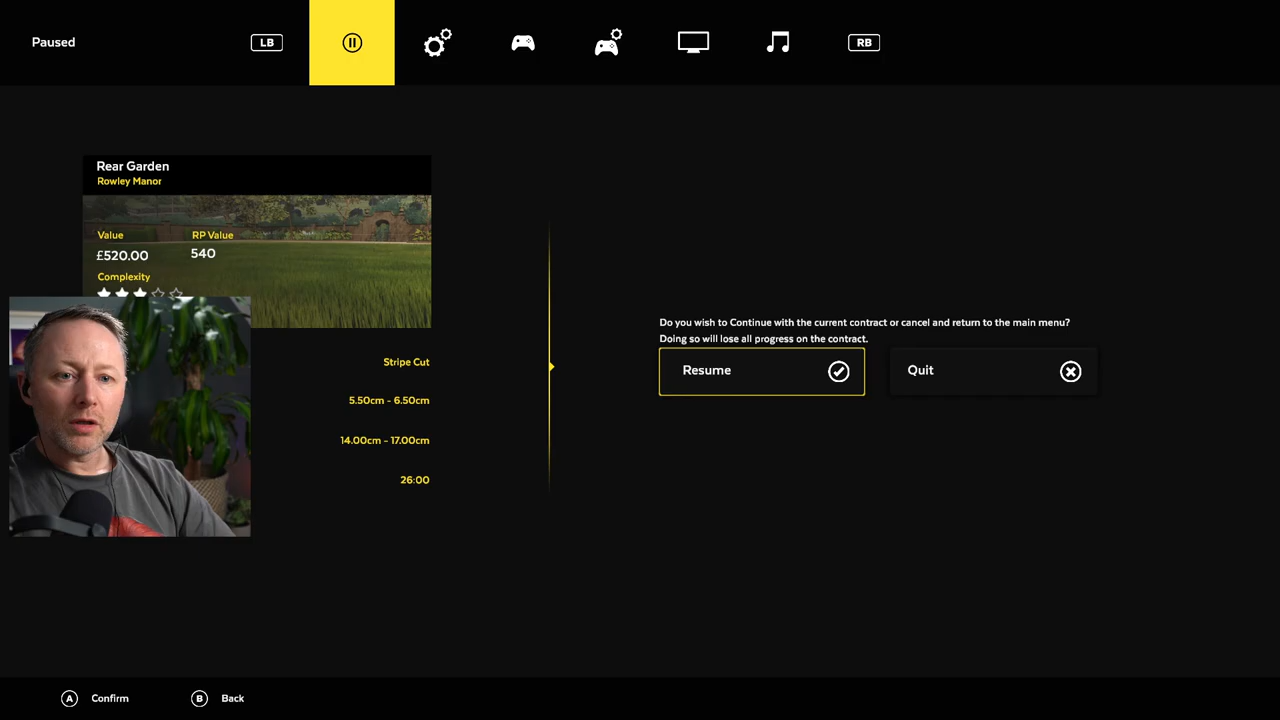 Paused
LB
RB
Rear Garden
Rowley Manor
Value
RP Value
£520.00
540
Complexity
Stripe Cut
5.50cm - 6.50cm
14.00cm - 17.00cm
26:00
Do you wish to Continue with the current contract or cancel and return to the main menu?
Doing so will lose all progress on the contract.
Resume
Quit
A Confirm
B Back